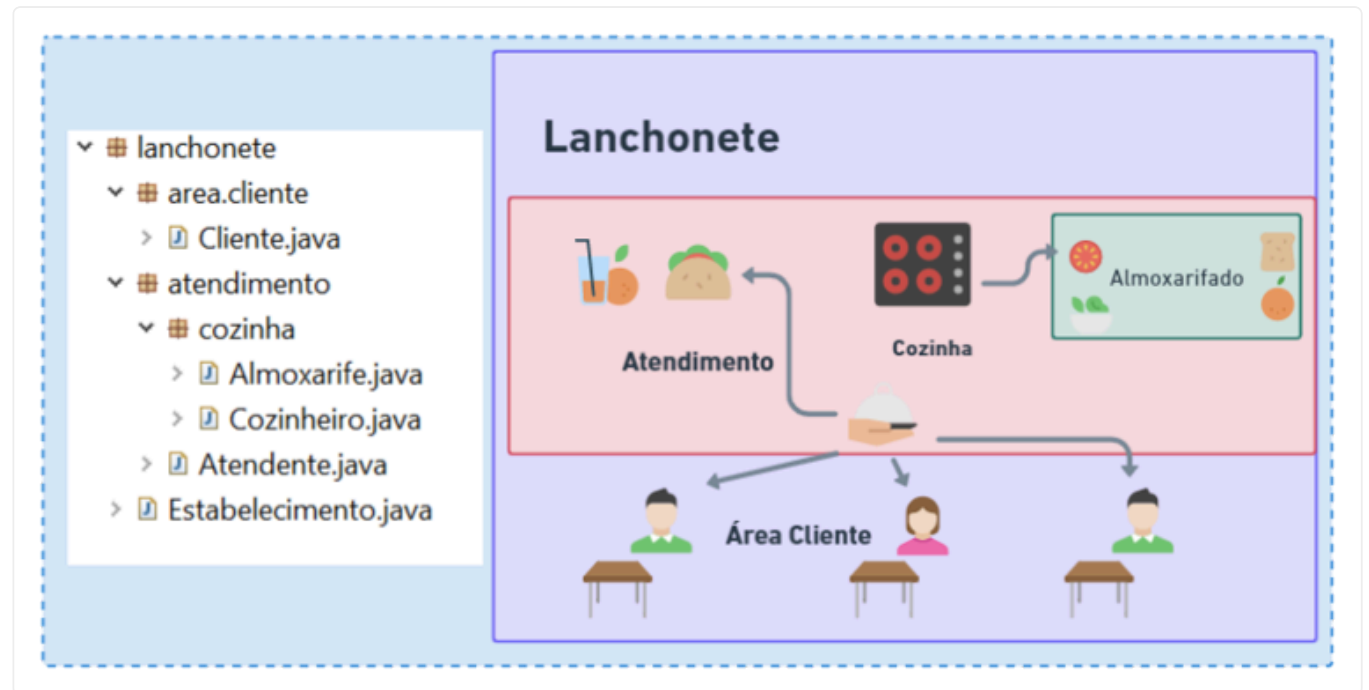 lanchonete
area.cliente
Cliente.java
atendimento
cozinha
Almoxarife.java
Cozinheiro.java
Atendente.java
Estabelecimento.java
Lanchonete
Almoxarifado
Cozinha
Atendimento
Área Cliente